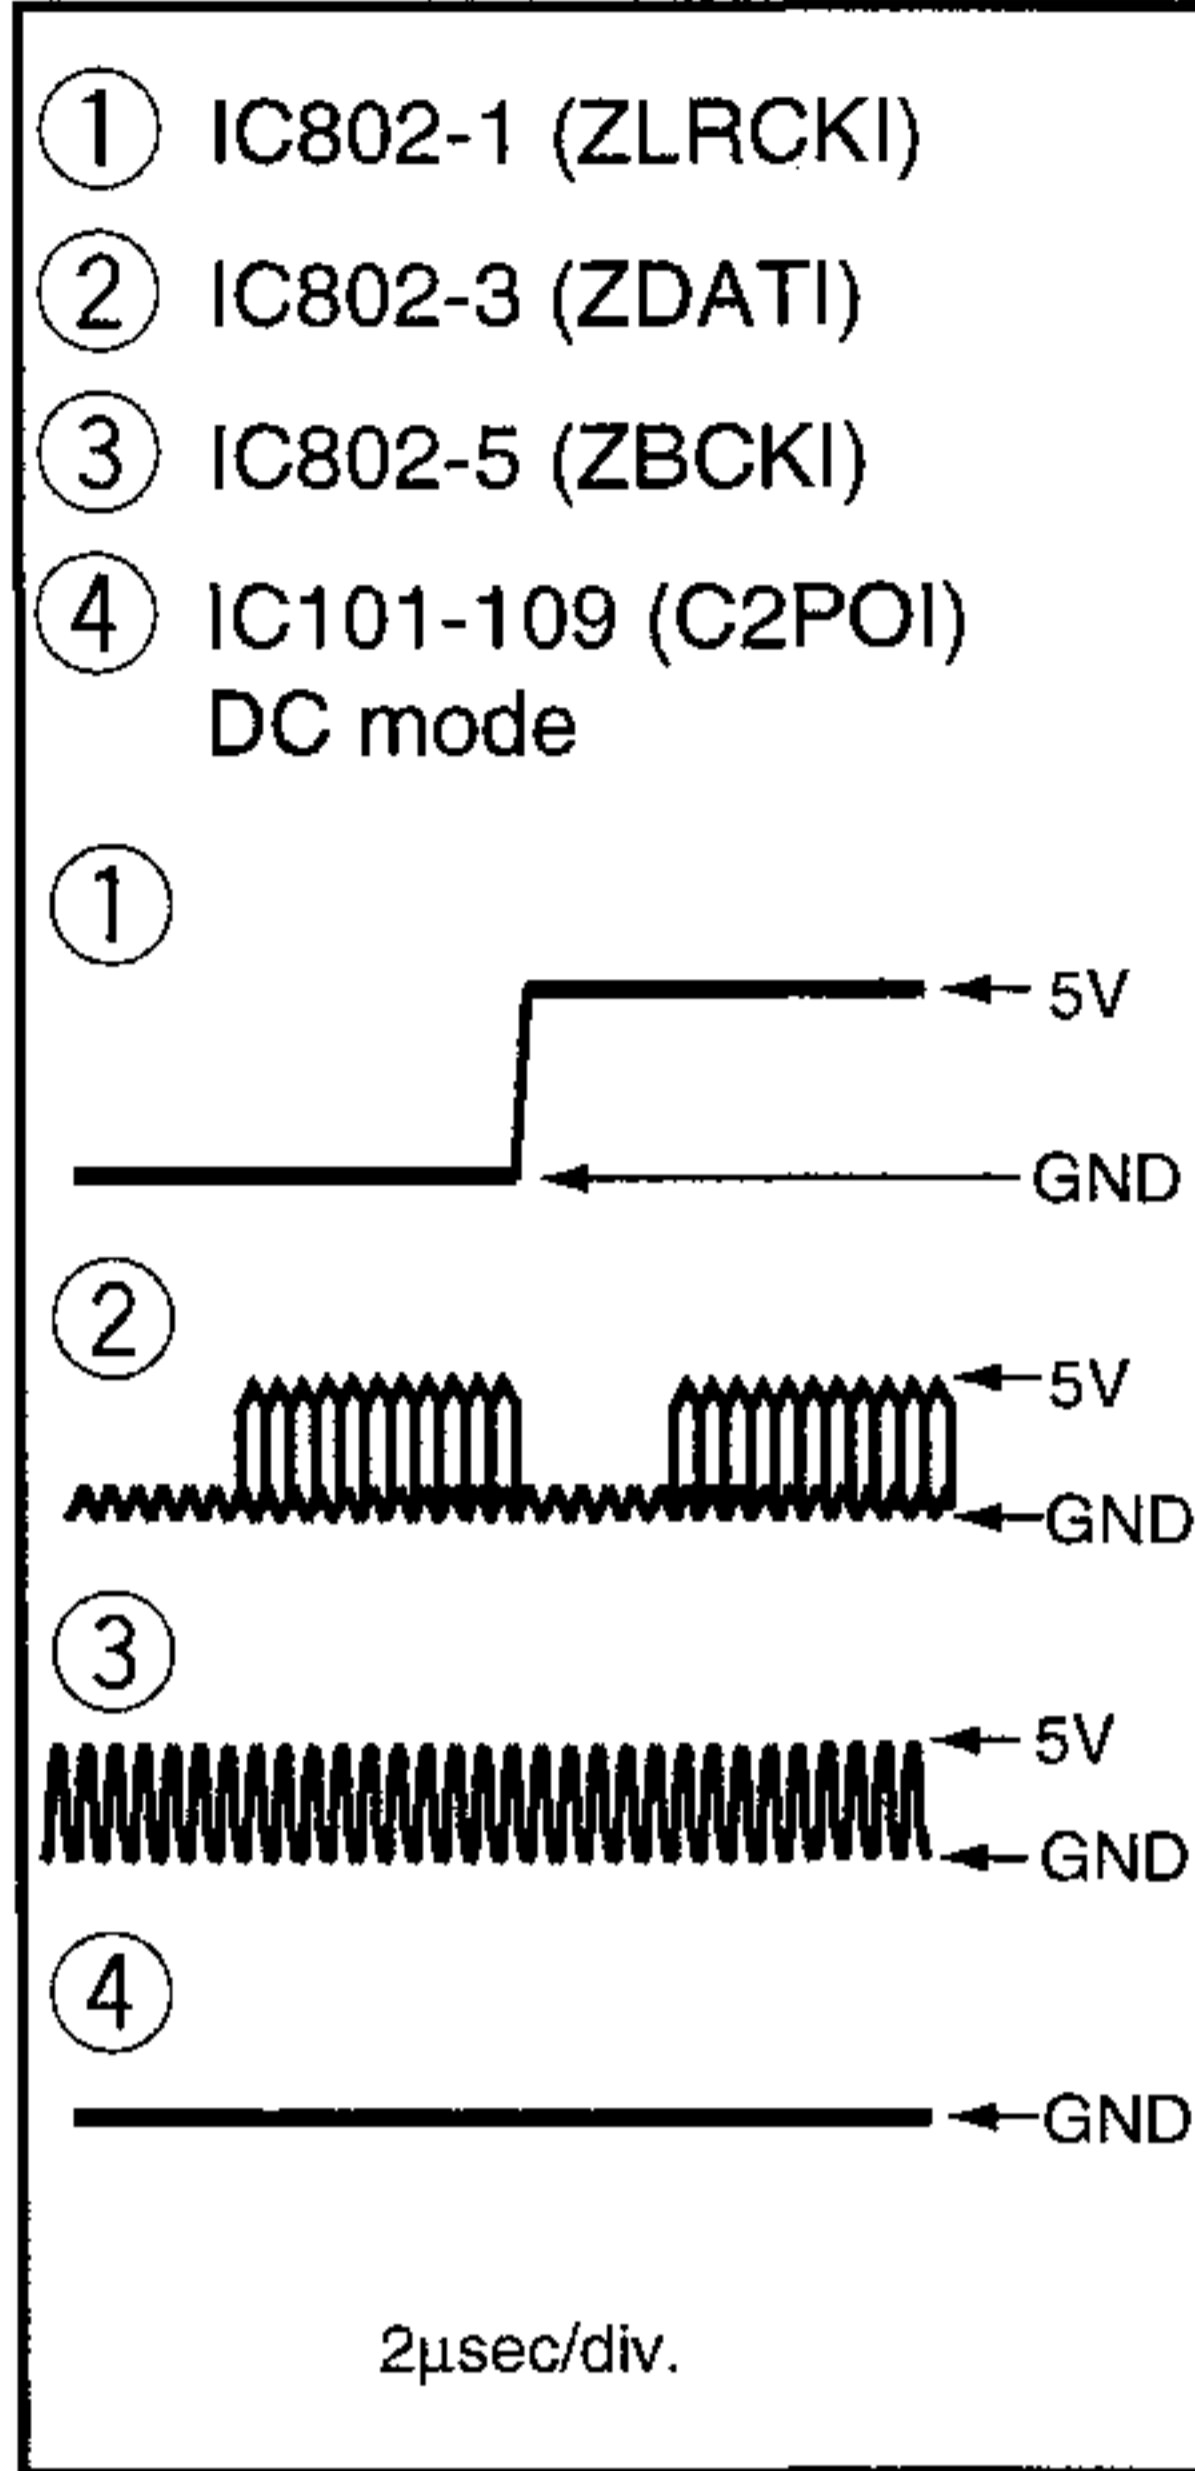 ① IC802-1 (ZLRCKI)
② IC802-3 (ZDATI)
③ IC802-5 (ZBCKI)
④ IC101-109 (C2POI)
DC mode
①
5V
GND
②
5V
GND
③
5V
GND
④
GND
2μsec/div.